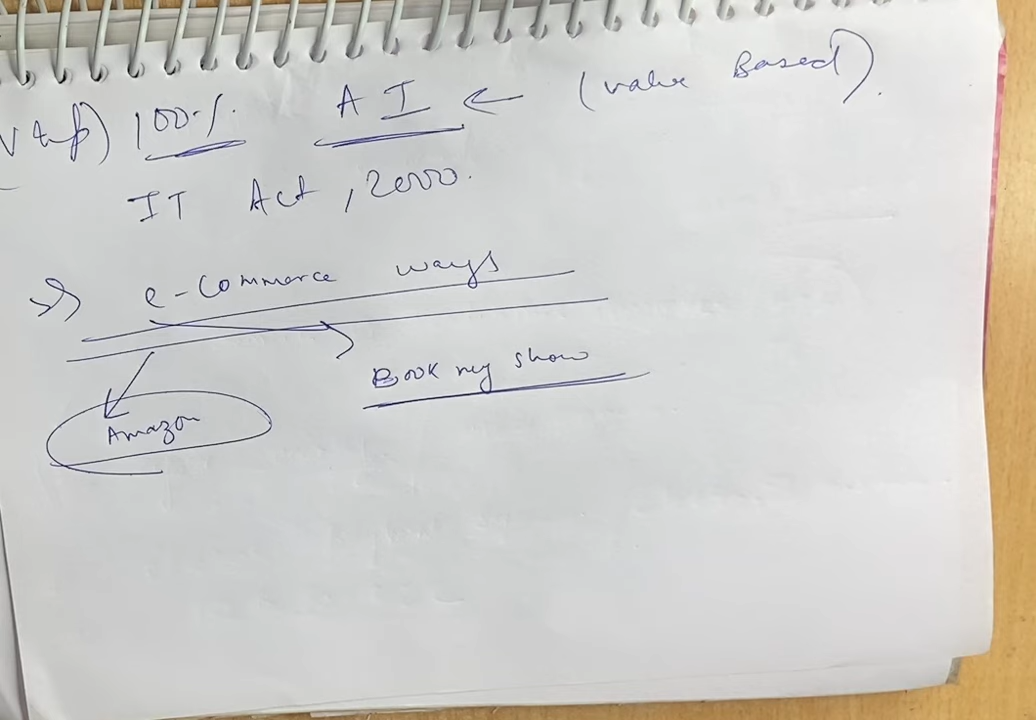 100% AI ← (value Based).
IT Act, 2000.
e-Commerce ways
Book my show
Amazon